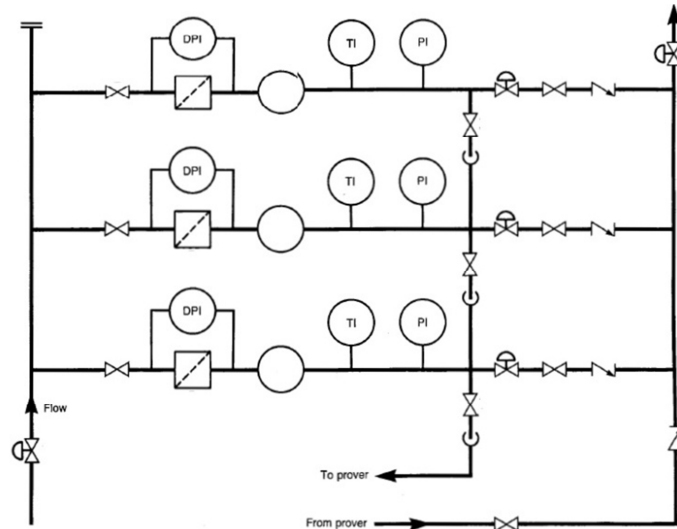 DPI
TI
PI
DPI
TI
PI
DPI
TI
PI
Flow
To prover
From prover